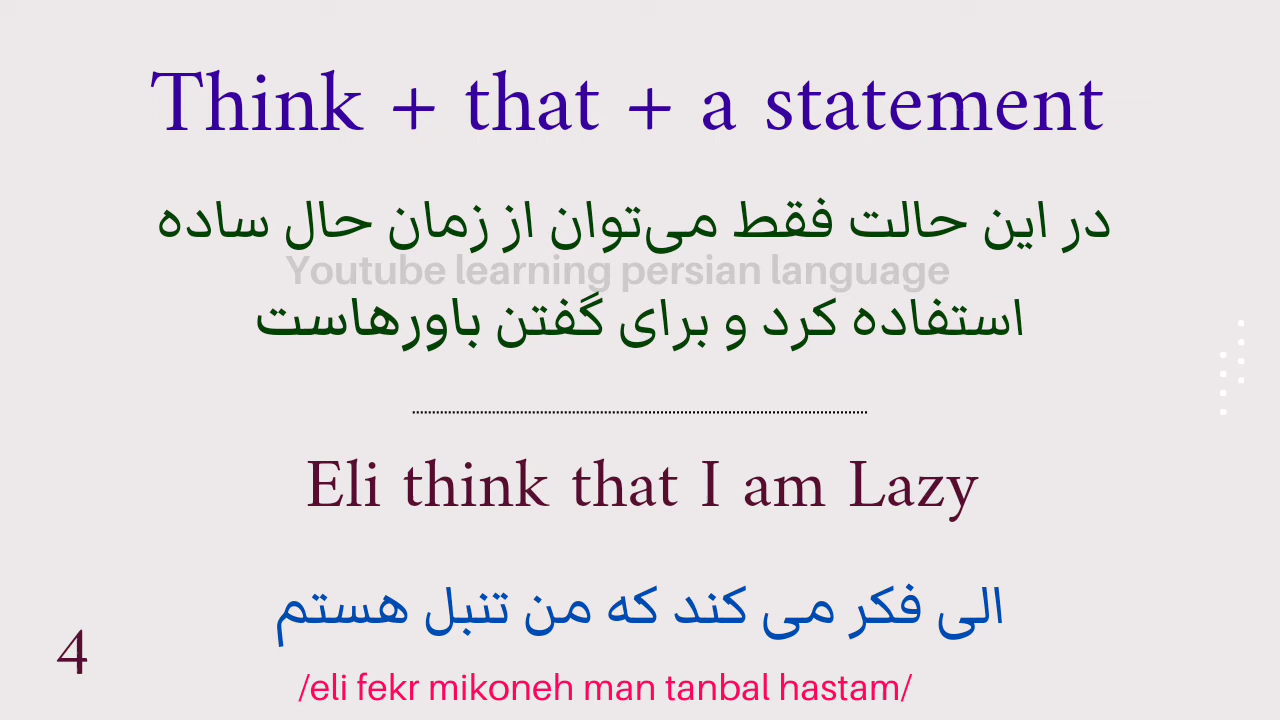 Think + that + a statement
در این حالت فقط می‌توان از زمان حال ساده
Youtube learning persian language
استفاده کرد و برای گفتن باورهاست
Eli think that I am Lazy
الی فکر می کند که من تنبل هستم
4
/eli fekr mikoneh man tanbal hastam/